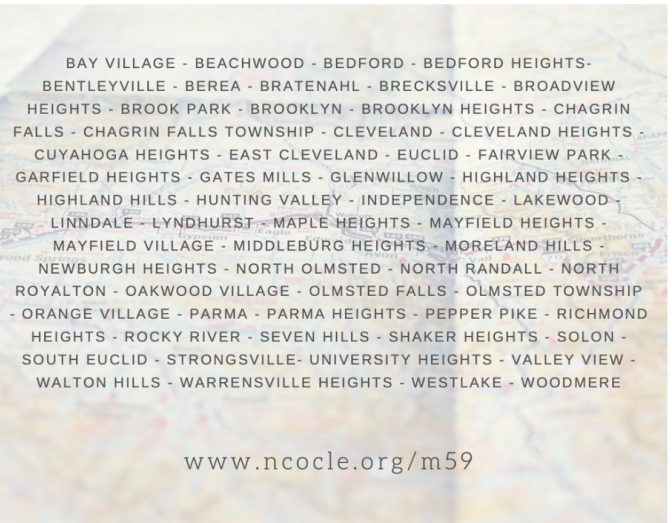 BAY VILLAGE - BEACHWOOD - BEDFORD - BEDFORD HEIGHTS-
BENTLEYVILLE - BEREA - BRATENAHL - BRECKSVILLE - BROADVIEW
HEIGHTS - BROOK PARK - BROOKLYN - BROOKLYN HEIGHTS - CHAGRIN
FALLS - CHAGRIN FALLS TOWNSHIP - CLEVELAND - CLEVELAND HEIGHTS -
CUYAHOGA HEIGHTS - EAST CLEVELAND - EUCLID - FAIRVIEW PARK -
GARFIELD HEIGHTS - GATES MILLS - GLENWILLOW - HIGHLAND HEIGHTS -
HIGHLAND HILLS - HUNTING VALLEY - INDEPENDENCE - LAKEWOOD -
LINNDALE - LYNDHURST - MAPLE HEIGHTS - MAYFIELD HEIGHTS -
MAYFIELD VILLAGE - MIDDLEBURG HEIGHTS - MORELAND HILLS -
NEWBURGH HEIGHTS - NORTH OLMSTED - NORTH RANDALL - NORTH
ROYALTON - OAKWOOD VILLAGE - OLMSTED FALLS - OLMSTED TOWNSHIP
- ORANGE VILLAGE - PARMA - PARMA HEIGHTS - PEPPER PIKE - RICHMOND
HEIGHTS - ROCKY RIVER - SEVEN HILLS - SHAKER HEIGHTS - SOLON -
SOUTH EUCLID - STRONGSVILLE- UNIVERSITY HEIGHTS - VALLEY VIEW -
WALTON HILLS - WARRENSVILLE HEIGHTS - WESTLAKE - WOODMERE
www.ncocle.org/m59